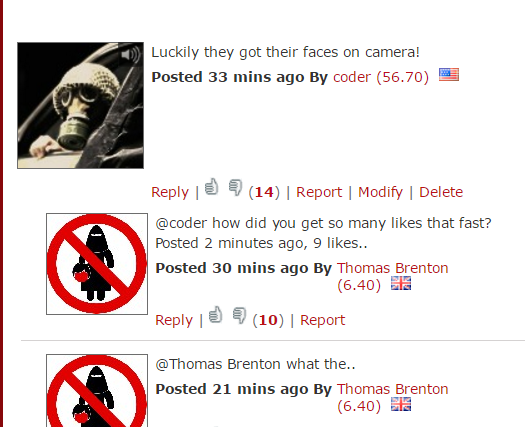 Luckily they got their faces on camera!
Posted 33 mins ago By coder (56.70)
Reply | (14) | Report | Modify | Delete
@coder how did you get so many likes that fast?
Posted 2 minutes ago, 9 likes..
Posted 30 mins ago By Thomas Brenton
(6.40)
Reply | (10) | Report
@Thomas Brenton what the..
Posted 21 mins ago By Thomas Brenton
(6.40)